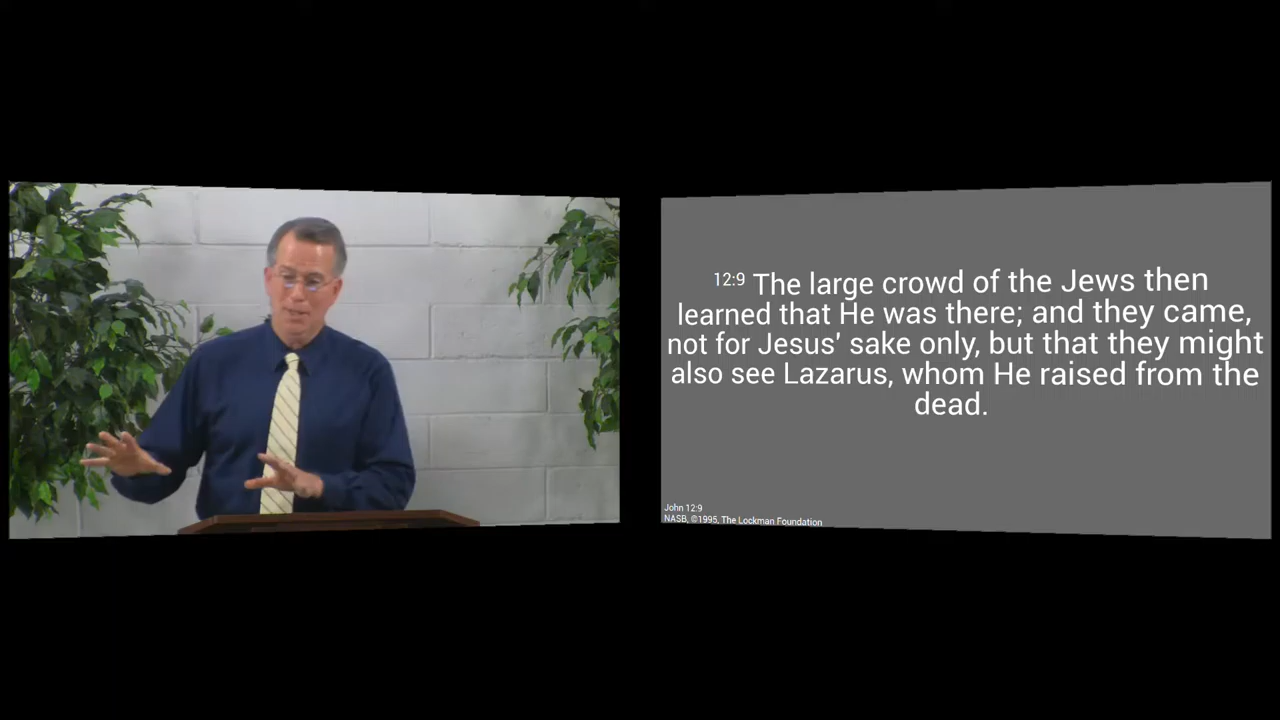 12:9 The large crowd of the Jews then
learned that He was there; and they came,
not for Jesus' sake only, but that they might
also see Lazarus, whom He raised from the
dead.
John 12:9
NASB, ©1995, The Lockman Foundation